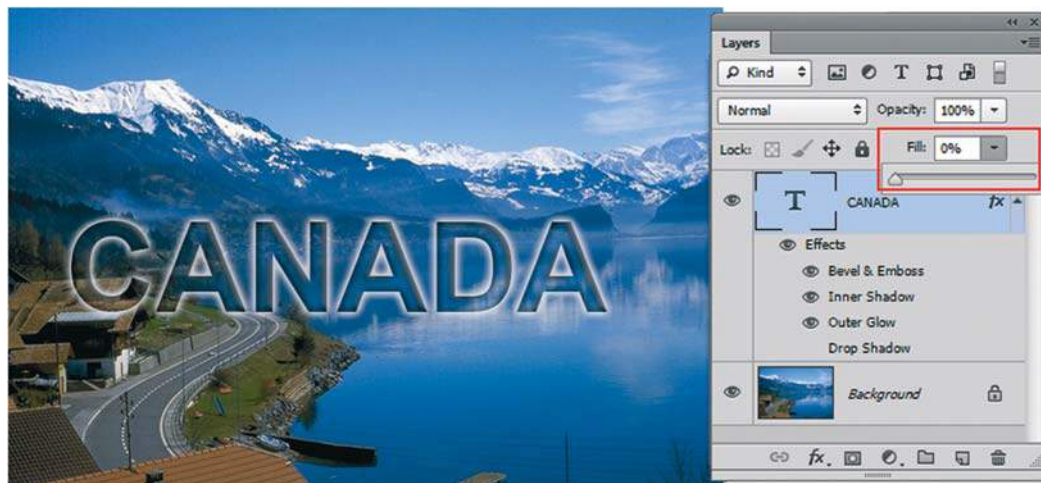 CANADA
Layers
Kind
T
Normal
Opacity: 100%
Lock:
Fill: 0%
T
CANADA
fx
Effects
Bevel & Emboss
Inner Shadow
Outer Glow
Drop Shadow
Background
fx.